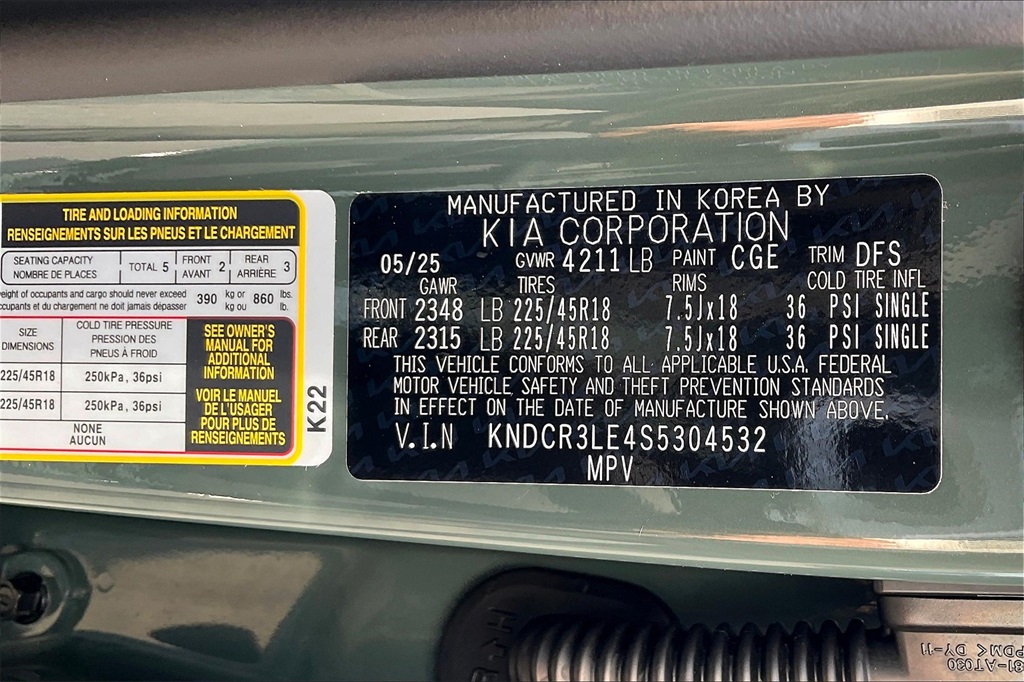 TIRE AND LOADING INFORMATION
RENSEIGNEMENTS SUR LES PNEUS ET LE CHARGEMENT
SEATING CAPACITY
NOMBRE DE PLACES
TOTAL 5
FRONT
AVANT 2
REAR
ARRIÈRE 3
of occupants and cargo should never exceed
et du chargement ne doit jamais dépasser
390 kg or
kg ou
860 lbs.
lb.
SIZE
DIMENSIONS
COLD TIRE PRESSURE
PRESSION DES
PNEUS À FROID
225/45R18 250kPa, 36psi
225/45R18 250kPa, 36psi
NONE
AUCUN
SEE OWNER'S
MANUAL FOR
ADDITIONAL
INFORMATION
VOIR LE MANUEL
DE L'USAGER
POUR PLUS DE
RENSEIGNEMENTS
K22
MANUFACTURED IN KOREA BY
KIA CORPORATION
05/25 GVWR 4211 LB PAINT CGE TRIM DFS
GAWR TIRES RIMS COLD TIRE INFL
FRONT 2348 LB 225/45R18 7.5Jx18 36 PSI SINGLE
REAR 2315 LB 225/45R18 7.5Jx18 36 PSI SINGLE
THIS VEHICLE CONFORMS TO ALL APPLICABLE U.S.A. FEDERAL
MOTOR VEHICLE SAFETY AND THEFT PREVENTION STANDARDS
IN EFFECT ON THE DATE OF MANUFACTURE SHOWN ABOVE.
V.I.N KNDCR3LE4S5304532
MPV